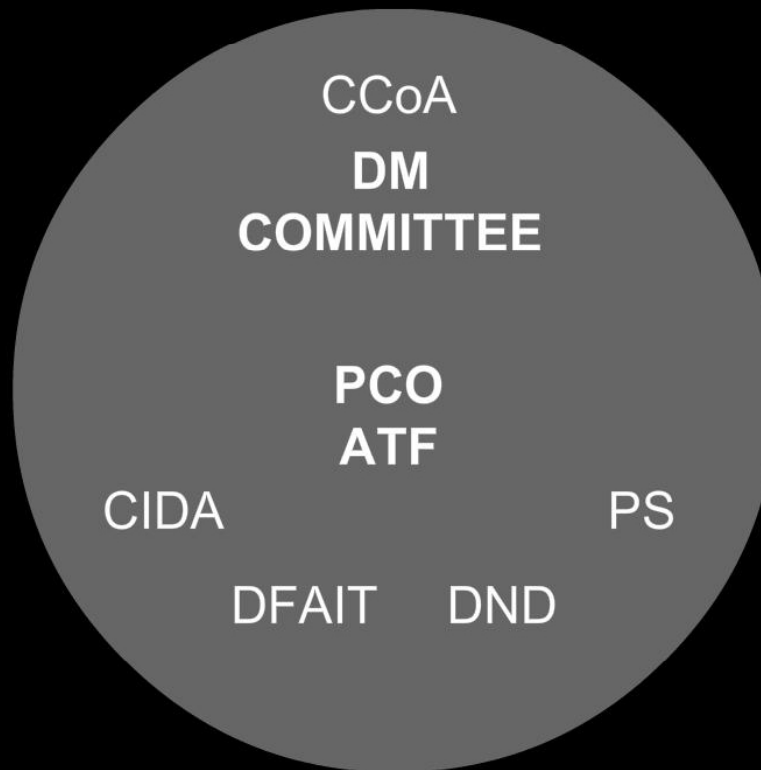 CCoA
DM
COMMITTEE
PCO
ATF
CIDA PS
DFAIT DND